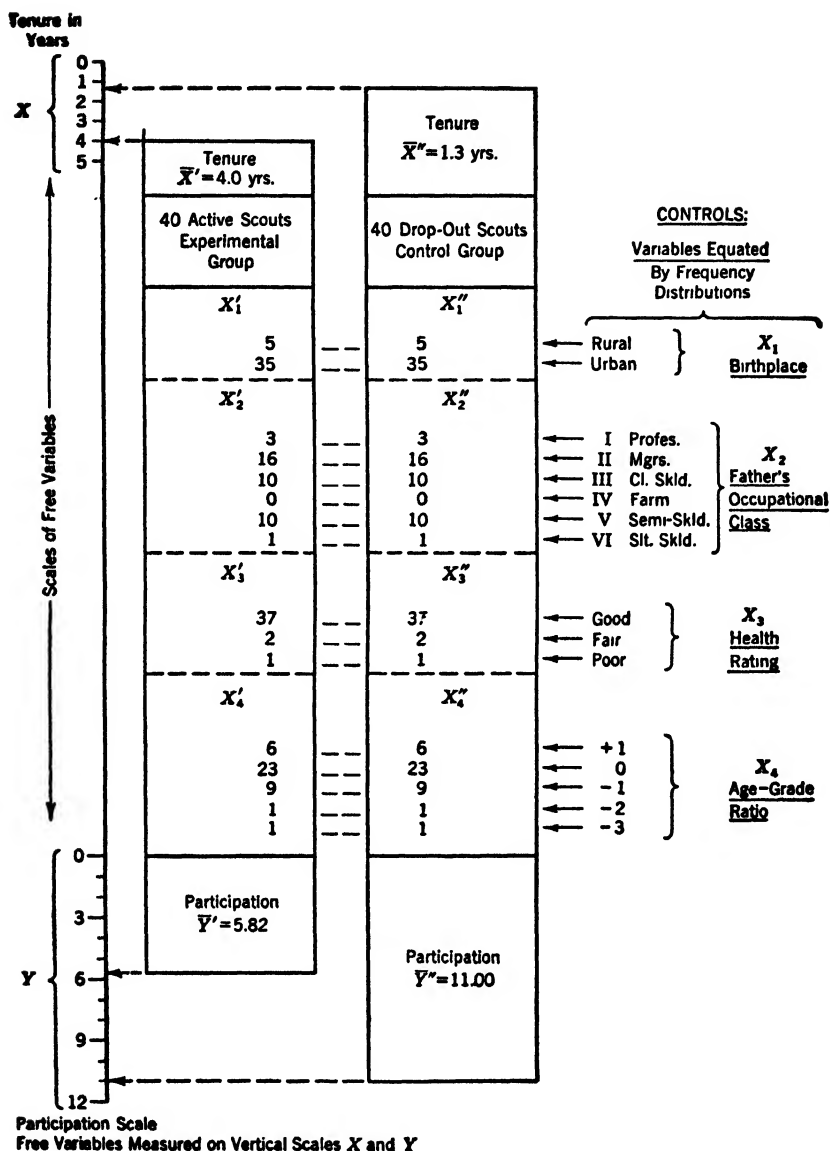 Tenure in
Years
X
0
1
2
3
4
5
Tenure
X̅′=4.0 yrs.
Tenure
X̅″=1.3 yrs.
40 Active Scouts
Experimental
Group
40 Drop-Out Scouts
Control Group
CONTROLS:
Variables Equated
By Frequency
Distributions
Scales of Free Variables
X′₁ X″₁
5 5 Rural
35 35 Urban
X₁
Birthplace
X′₂ X″₂
3 3 I Profes.
16 16 II Mgrs.
10 10 III Cl. Skld.
0 0 IV Farm
10 10 V Semi-Skld.
1 1 VI Slt. Skld.
X₂
Father's
Occupational
Class
X′₃ X″₃
37 37 Good
2 2 Fair
1 1 Poor
X₃
Health
Rating
X′₄ X″₄
6 6 +1
23 23 0
9 9 −1
1 1 −2
1 1 −3
X₄
Age-Grade
Ratio
Y
0
3
6
9
12
Participation
Y̅′=5.82
Participation
Y̅″=11.00
Participation Scale
Free Variables Measured on Vertical Scales X and Y